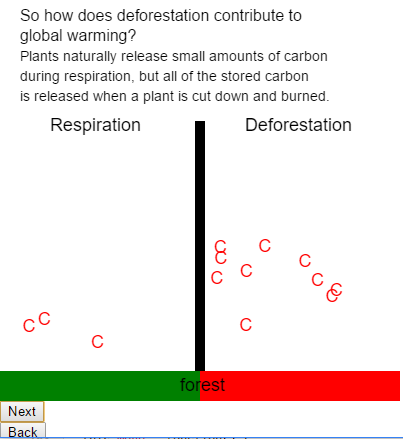 So how does deforestation contribute to
global warming?
Plants naturally release small amounts of carbon
during respiration, but all of the stored carbon
is released when a plant is cut down and burned.
Respiration Deforestation
C C C C C
C C C C
C C C C
forest
Next
Back